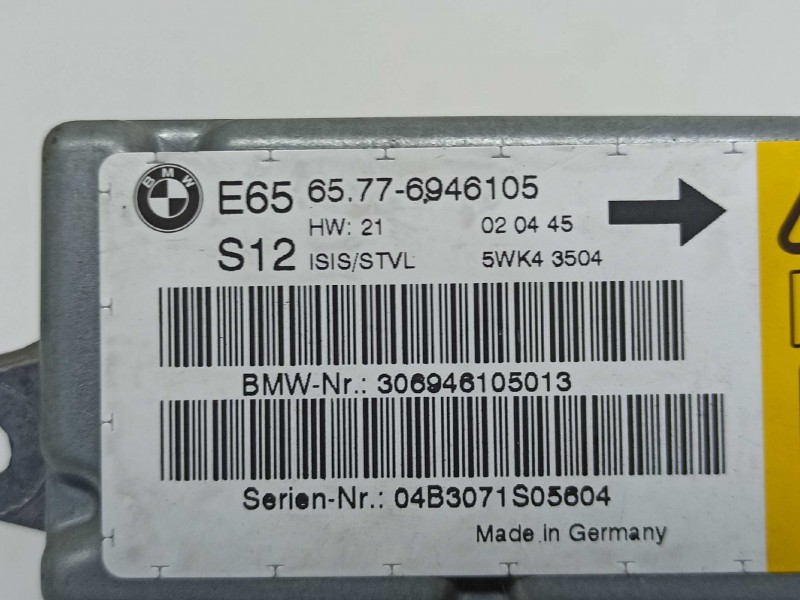 BMW
E65 65.77-6946105
HW: 21 02 04 45
S12 ISIS/STVL 5WK4 3504
BMW-Nr.: 306946105013
Serien-Nr.: 04B3071S05604
Made in Germany